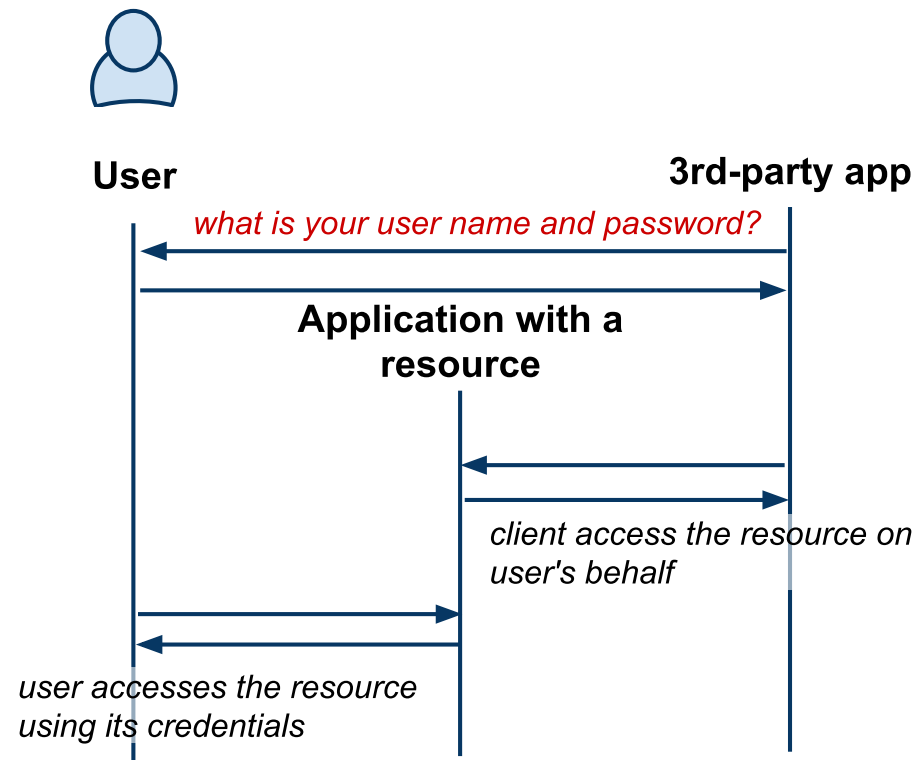 User
3rd-party app
what is your user name and password?
Application with a
resource
client access the resource on
user's behalf
user accesses the resource
using its credentials